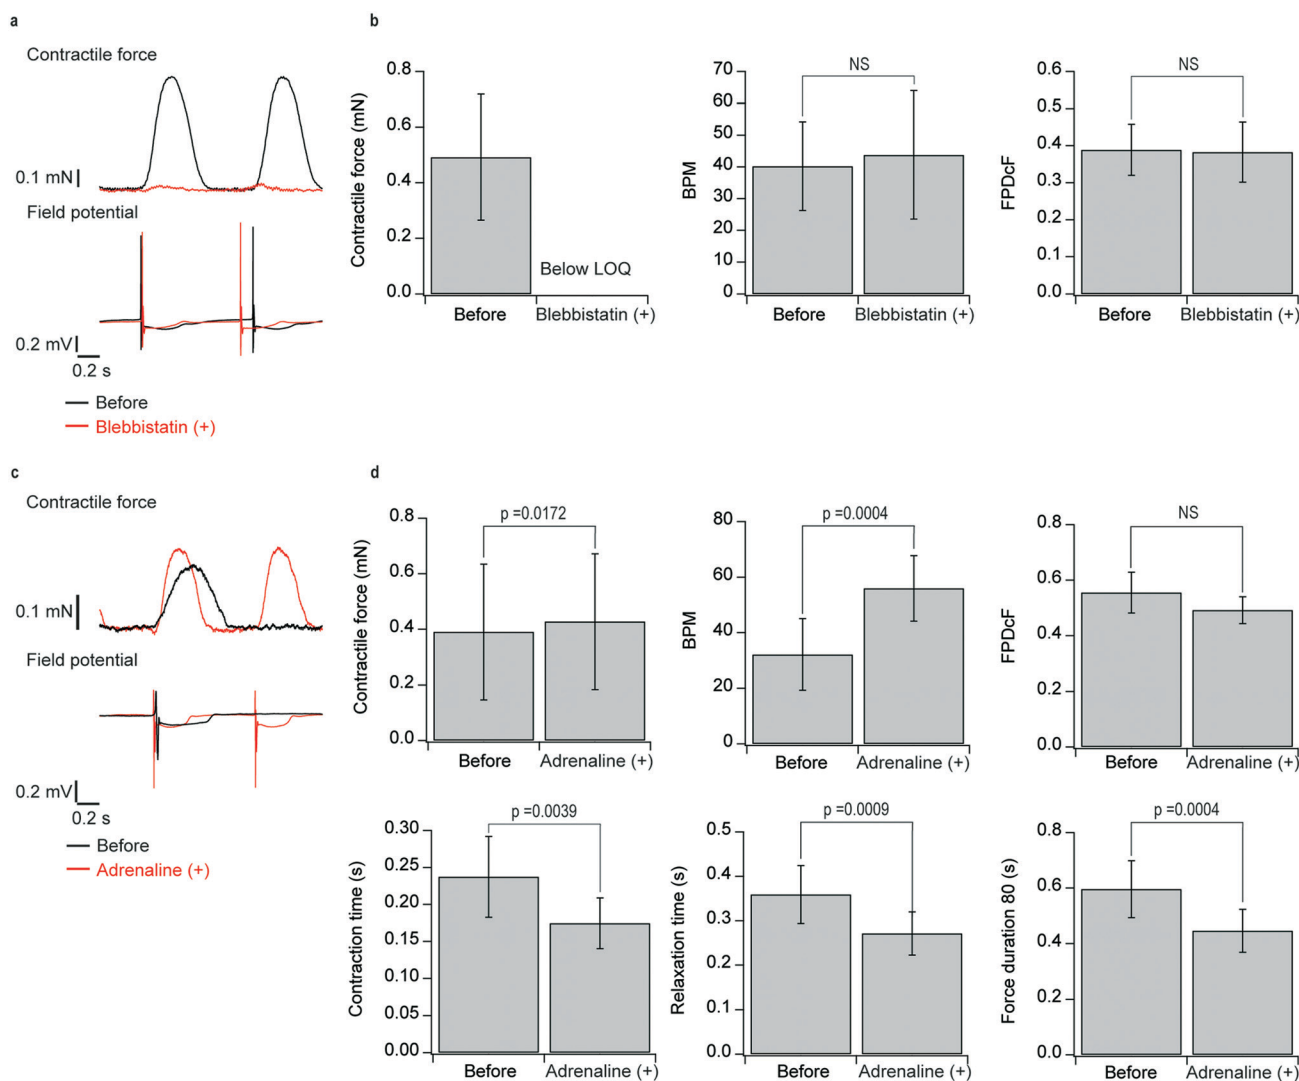 a
Contractile force
0.1 mN
Field potential
0.2 mV
0.2 s
Before
Blebbistatin (+)
b
Contractile force (mN)
0.8
0.6
0.4
0.2
0.0
Below LOQ
Before
Blebbistatin (+)
BPM
70
60
50
40
30
20
10
0
NS
Before
Blebbistatin (+)
FPDcF
0.6
0.5
0.4
0.3
0.2
0.1
0.0
NS
Before
Blebbistatin (+)
c
Contractile force
0.1 mN
Field potential
0.2 mV
0.2 s
Before
Adrenaline (+)
d
Contractile force (mN)
0.8
0.6
0.4
0.2
0.0
p =0.0172
Before
Adrenaline (+)
BPM
80
60
40
20
0
p =0.0004
Before
Adrenaline (+)
FPDcF
0.8
0.6
0.4
0.2
0.0
NS
Before
Adrenaline (+)
Contraction time (s)
0.30
0.25
0.20
0.15
0.10
0.05
0.00
p =0.0039
Before
Adrenaline (+)
Relaxation time (s)
0.5
0.4
0.3
0.2
0.1
0.0
p =0.0009
Before
Adrenaline (+)
Force duration 80 (s)
0.8
0.6
0.4
0.2
0.0
p =0.0004
Before
Adrenaline (+)